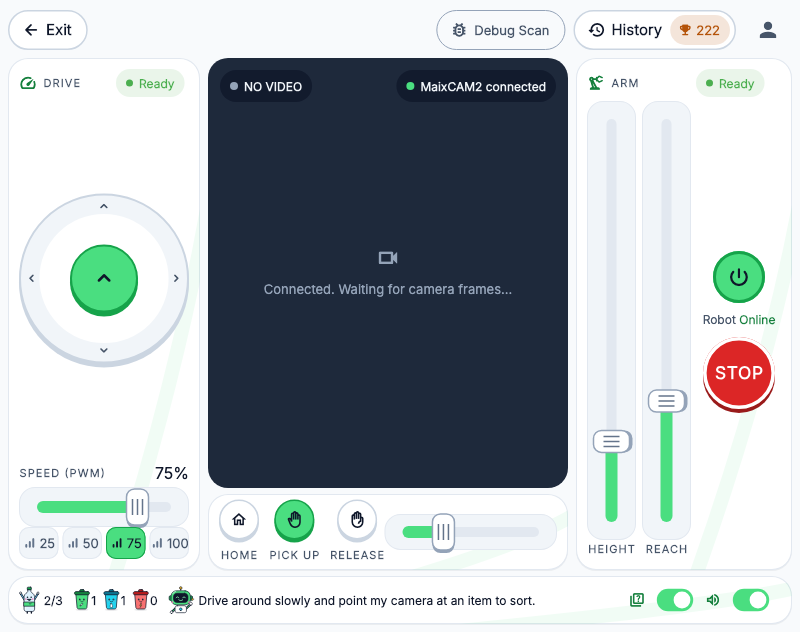 Exit
Debug Scan
History
222
DRIVE
Ready
NO VIDEO
MaixCAM2 connected
ARM
Ready
Connected. Waiting for camera frames...
Robot Online
STOP
SPEED (PWM)
75%
25
50
75
100
HOME
PICK UP
RELEASE
HEIGHT
REACH
2/3
1
1
0
Drive around slowly and point my camera at an item to sort.
?